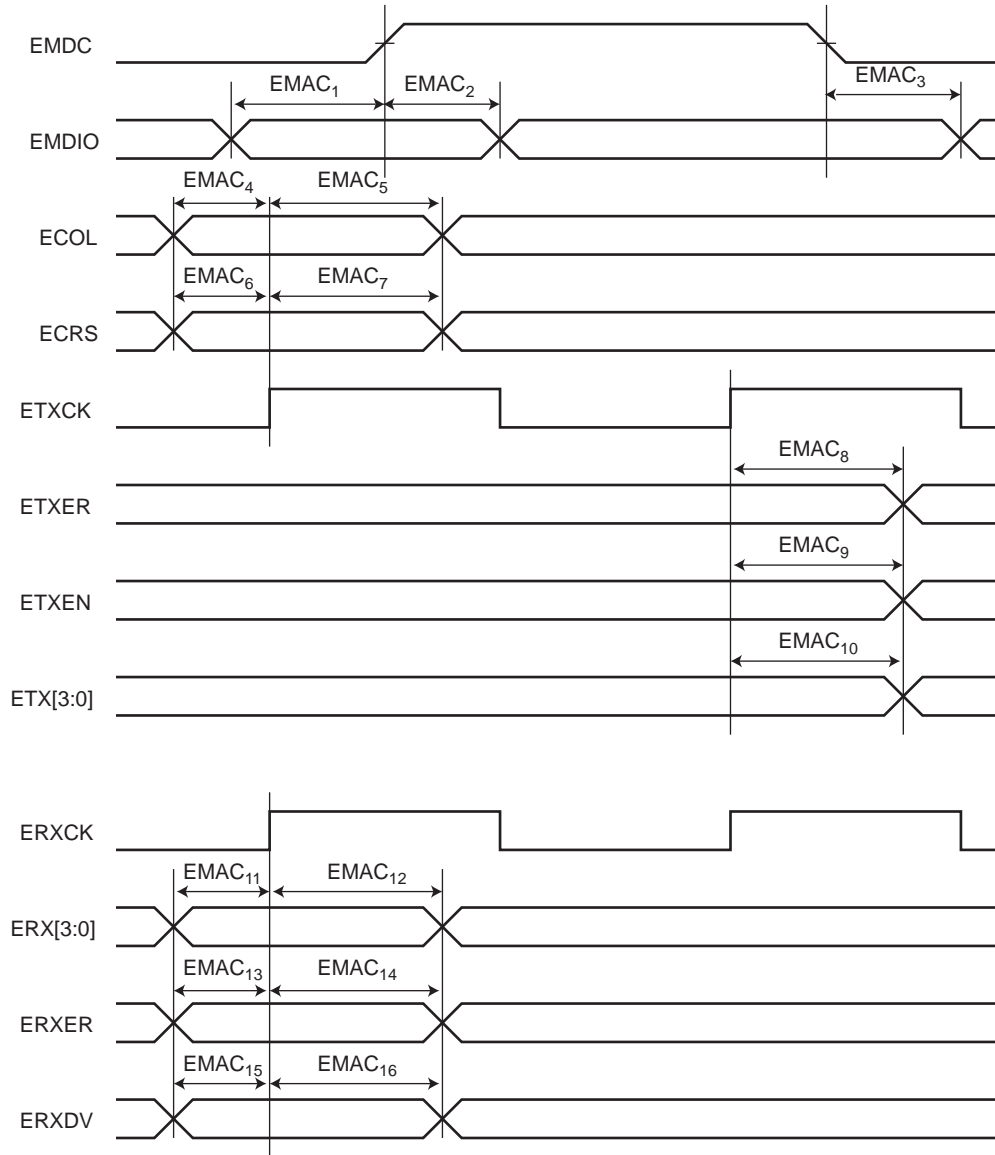 EMDC
EMAC1 EMAC2 EMAC3
EMDIO
EMAC4 EMAC5
ECOL
EMAC6 EMAC7
ECRS
ETXCK
EMAC8
ETXER
EMAC9
ETXEN
EMAC10
ETX[3:0]
ERXCK
EMAC11 EMAC12
ERX[3:0]
EMAC13 EMAC14
ERXER
EMAC15 EMAC16
ERXDV